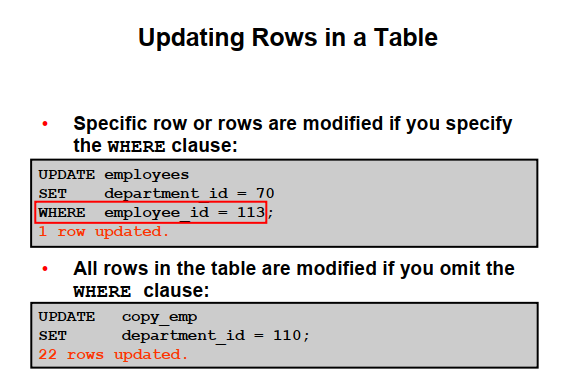 Updating Rows in a Table
• Specific row or rows are modified if you specify
the WHERE clause:
UPDATE employees
SET    department_id = 70
WHERE  employee_id = 113;
1 row updated.
• All rows in the table are modified if you omit the
WHERE clause:
UPDATE   copy_emp
SET      department_id = 110;
22 rows updated.